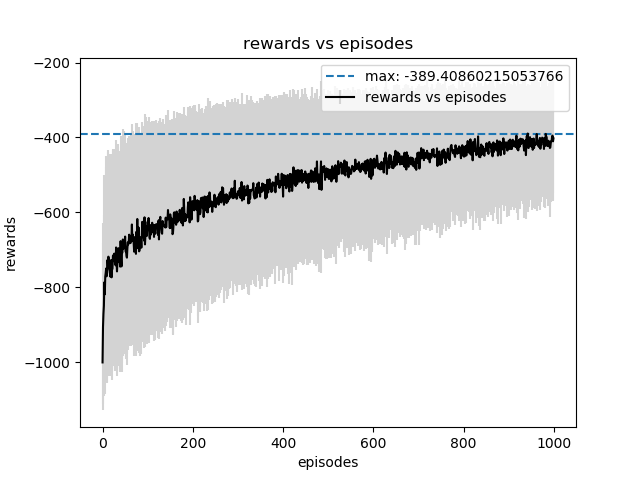 rewards vs episodes
max: -389.40860215053766
rewards vs episodes
−200
−400
−600
−800
−1000
rewards
0 200 400 600 800 1000
episodes